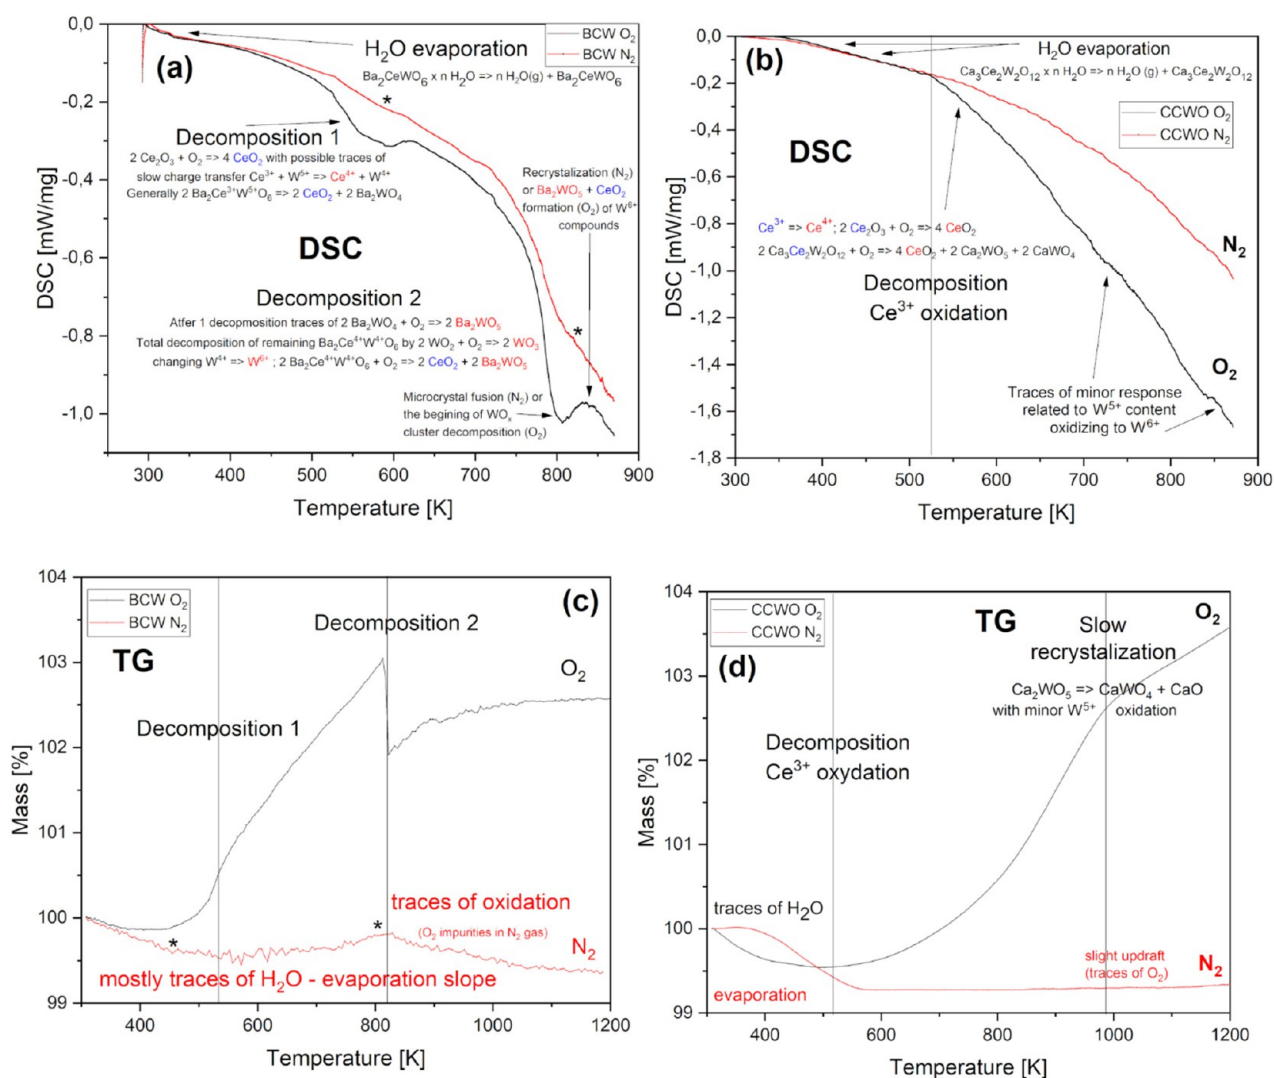 (a)
BCW O₂
BCW N₂
H₂O evaporation
Ba₂CeWO₆ x n H₂O => n H₂O (g) + Ba₂CeWO₆
*
Decomposition 1
2 Ce₂O₃ + O₂ => 4 CeO₂ with possible traces of
slow charge transfer Ce³⁺ + W⁵⁺ => Ce⁴⁺ + W⁴⁺
Generally 2 Ba₂Ce³⁺W⁵⁺O₆ => 2 CeO₂ + 2 Ba₂WO₄
Recrystalization (N₂)
or Ba₂WO₅ + CeO₂
formation (O₂) of W⁶⁺
compounds
DSC
Decomposition 2
Atfer 1 decopmosition traces of 2 Ba₂WO₄ + O₂ => 2 Ba₂WO₅
Total decomposition of remaining Ba₂Ce⁴⁺W⁴⁺O₆ by 2 WO₂ + O₂ => 2 WO₃
changing W⁴⁺ => W⁶⁺ ; 2 Ba₂Ce⁴⁺W⁴⁺O₆ + O₂ => 2 CeO₂ + 2 Ba₂WO₅
*
Microcrystal fusion (N₂) or
the begining of WOₓ
cluster decomposition (O₂)
DSC [mW/mg]
0,0
-0,2
-0,4
-0,6
-0,8
-1,0
200 300 400 500 600 700 800 900
Temperature [K]
(b)
H₂O evaporation
Ca₃Ce₂W₂O₁₂ x n H₂O => n H₂O (g) + Ca₃Ce₂W₂O₁₂
CCWO O₂
CCWO N₂
DSC
Ce³⁺ => Ce⁴⁺; 2 Ce₂O₃ + O₂ => 4 CeO₂
2 Ca₃Ce₂W₂O₁₂ + O₂ => 4 CeO₂ + 2 Ca₂WO₅ + 2 CaWO₄
Decomposition
Ce³⁺ oxidation
N₂
O₂
Traces of minor response
related to W⁵⁺ content
oxidizing to W⁶⁺
DSC [mW/mg]
0,0
-0,2
-0,4
-0,6
-0,8
-1,0
-1,2
-1,4
-1,6
-1,8
300 400 500 600 700 800 900
Temperature [K]
BCW O₂
BCW N₂
(c)
Decomposition 2
TG
O₂
Decomposition 1
traces of oxidation
(O₂ impurities in N₂ gas)
*
*
N₂
mostly traces of H₂O - evaporation slope
Mass [%]
104
103
102
101
100
99
400 600 800 1000 1200
Temperature [K]
CCWO O₂
CCWO N₂
TG
O₂
(d)
Slow
recrystalization
Ca₂WO₅ => CaWO₄ + CaO
with minor W⁵⁺ oxidation
Decomposition
Ce³⁺ oxydation
traces of H₂O
evaporation
slight updraft
(traces of O₂)
N₂
Mass [%]
104
103
102
101
100
99
400 600 800 1000 1200
Temperature [K]